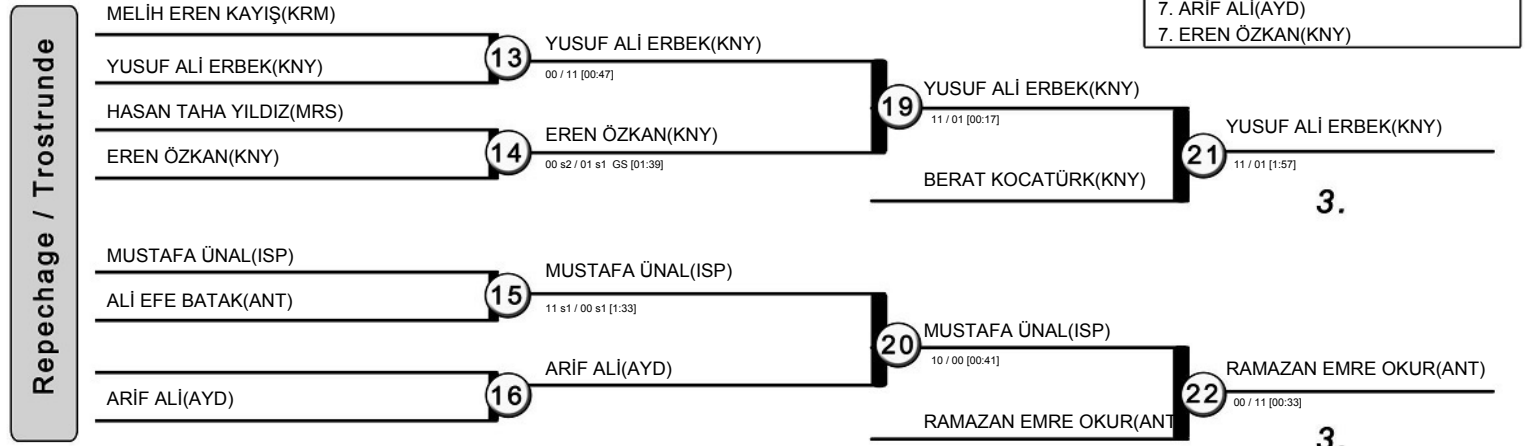 Repechage / Trostrunde
7. ARİF ALİ(AYD)
7. EREN ÖZKAN(KNY)
MELİH EREN KAYIŞ(KRM)
YUSUF ALİ ERBEK(KNY)
13
YUSUF ALİ ERBEK(KNY)
00 / 11 [00:47]
HASAN TAHA YILDIZ(MRS)
EREN ÖZKAN(KNY)
14
EREN ÖZKAN(KNY)
00 s2 / 01 s1 GS [01:39]
19
YUSUF ALİ ERBEK(KNY)
11 / 01 [00:17]
BERAT KOCATÜRK(KNY)
21
YUSUF ALİ ERBEK(KNY)
11 / 01 [1:57]
3.
MUSTAFA ÜNAL(ISP)
ALİ EFE BATAK(ANT)
15
MUSTAFA ÜNAL(ISP)
11 s1 / 00 s1 [1:33]
ARİF ALİ(AYD)
16
ARİF ALİ(AYD)
20
MUSTAFA ÜNAL(ISP)
10 / 00 [00:41]
RAMAZAN EMRE OKUR(ANT
22
RAMAZAN EMRE OKUR(ANT)
00 / 11 [00:33]
3.